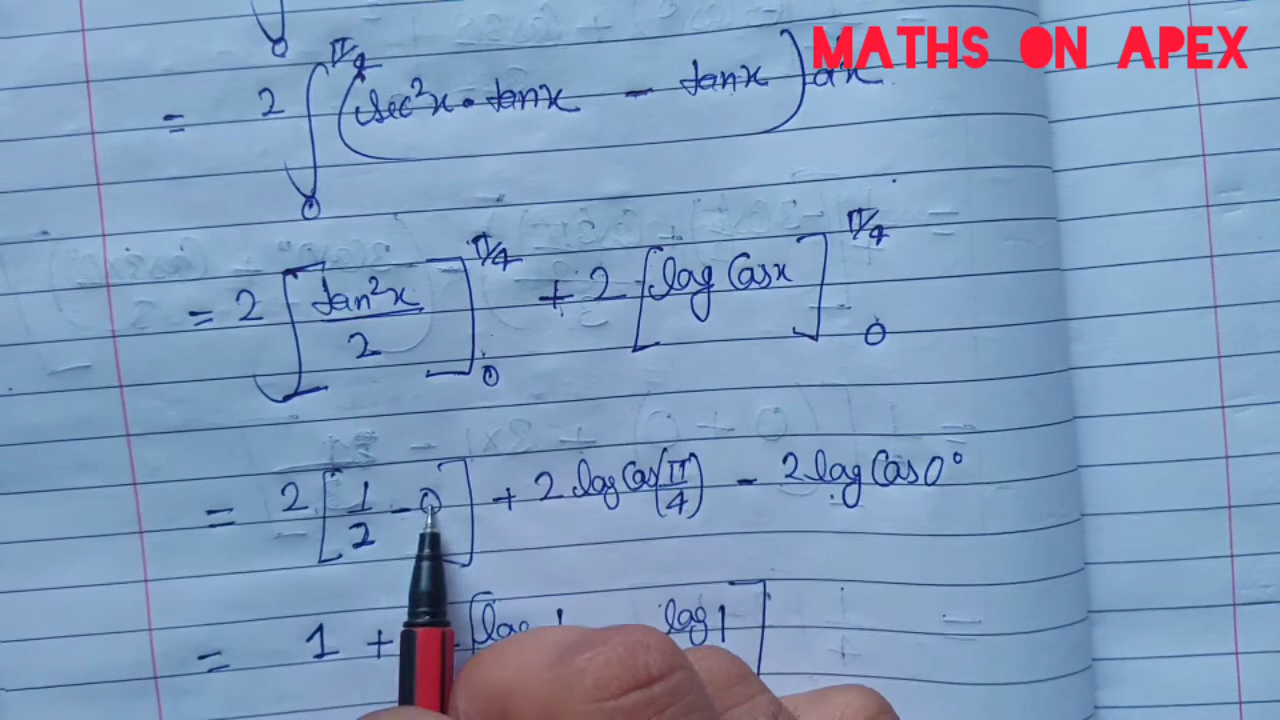 MATHS ON APEX
= 2 ∫₀^π/4 (sec²x · tanx - tanx) dx
= 2 [tan²x/2]₀^π/4 + 2 [log Cosx]₀^π/4
= 2 [1/2 - 0] + 2 log Cos(π/4) - 2 log Cos 0°
= 1 + [log log 1]